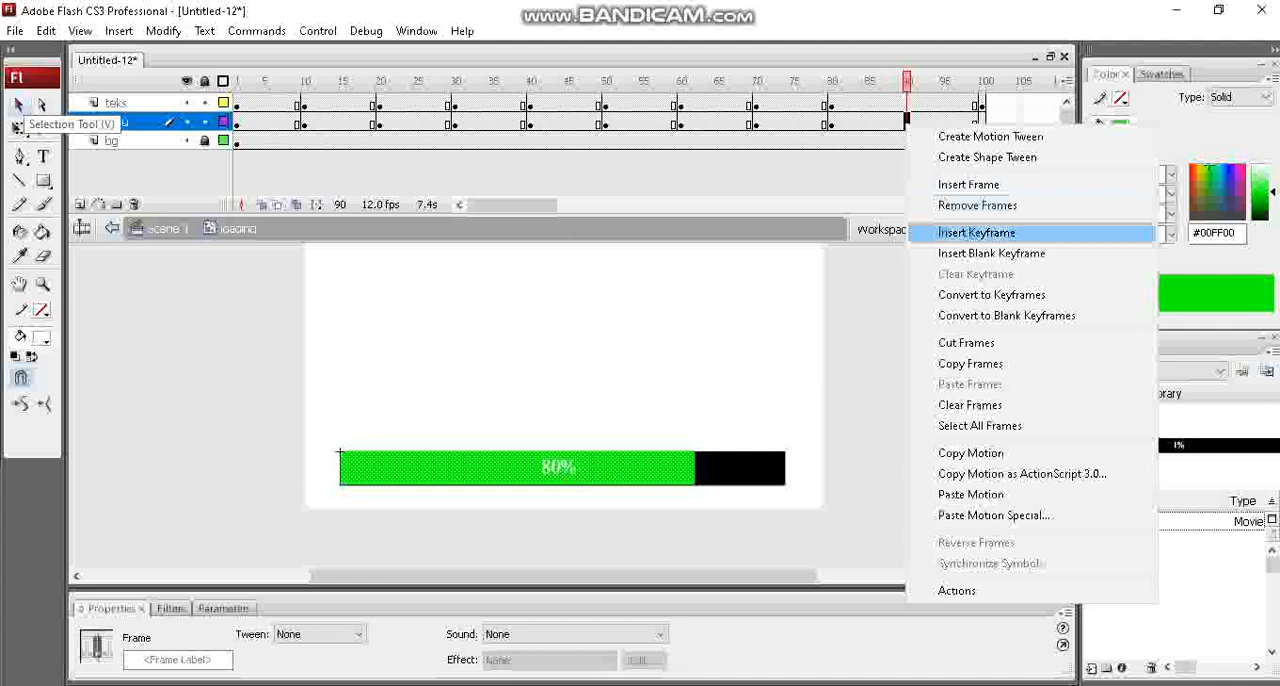 Adobe Flash CS3 Professional - [Untitled-12*]
www.BANDICAM.com
File Edit View Insert Modify Text Commands Control Debug Window Help
Untitled-12*
Color Swatches
Fl
5 10 15 20 25 30 35 40 45 50 55 60 65 70 75 80 85 95 100 105
Type: Solid
teks
Selection Tool (V)
bg
90 12.0 fps 7.4s
Scene 1 loading Workspace
#00FF00
Create Motion Tween
Create Shape Tween
Insert Frame
Remove Frames
Insert Keyframe
Insert Blank Keyframe
Clear Keyframe
Convert to Keyframes
Convert to Blank Keyframes
Cut Frames
Copy Frames
Paste Frames
Clear Frames
Select All Frames
Copy Motion
Copy Motion as ActionScript 3.0...
Paste Motion
Paste Motion Special...
Reverse Frames
Synchronize Symbols
Actions
80%
1%
Type
Movie
Properties Filters Parameters
Frame
Tween: None
Sound: None
<Frame Label>
Effect: None